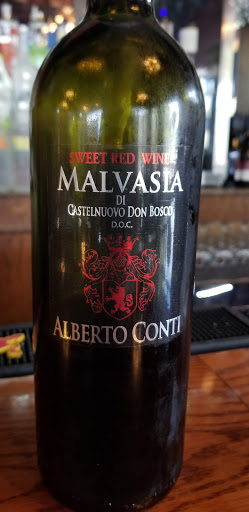 SWEET RED WINE
MALVASIA
DI
CASTELNUOVO DON BOSCO
D.O.C.
ALBERTO CONTI